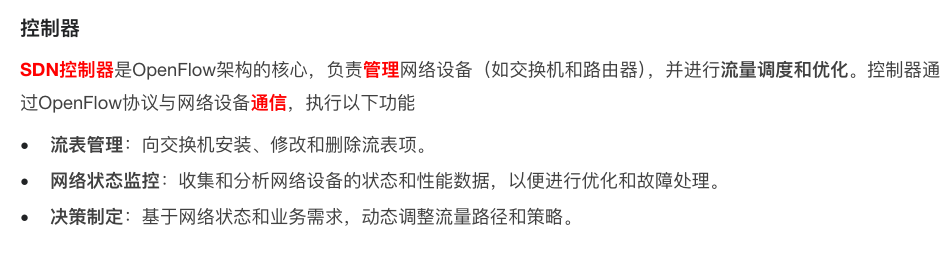 控制器
SDN控制器是OpenFlow架构的核心，负责管理网络设备（如交换机和路由器），并进行流量调度和优化。控制器通
过OpenFlow协议与网络设备通信，执行以下功能
• 流表管理：向交换机安装、修改和删除流表项。
• 网络状态监控：收集和分析网络设备的状态和性能数据，以便进行优化和故障处理。
• 决策制定：基于网络状态和业务需求，动态调整流量路径和策略。